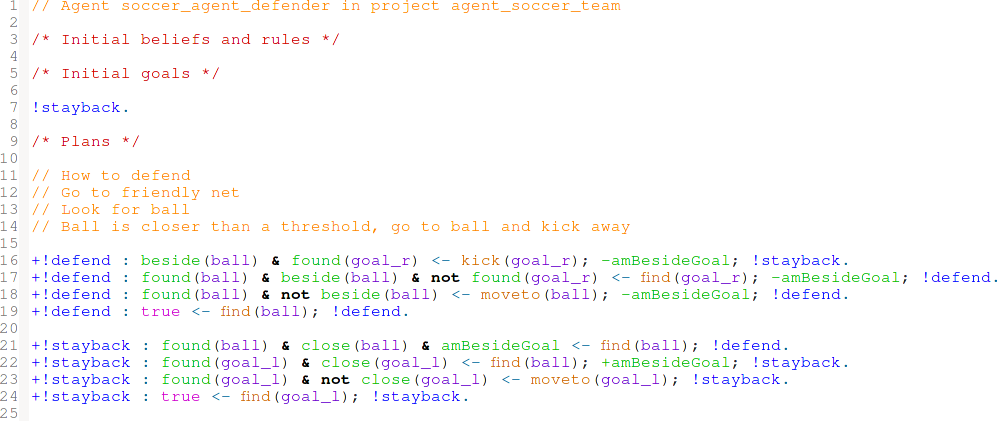 1 // Agent soccer_agent_defender in project agent_soccer_team
2
3 /* Initial beliefs and rules */
4
5 /* Initial goals */
6
7 !stayback.
8
9 /* Plans */
10
11 // How to defend
12 // Go to friendly net
13 // Look for ball
14 // Ball is closer than a threshold, go to ball and kick away
15
16 +!defend : beside(ball) & found(goal_r) <- kick(goal_r); -amBesideGoal; !stayback.
17 +!defend : found(ball) & beside(ball) & not found(goal_r) <- find(goal_r); -amBesideGoal; !defend.
18 +!defend : found(ball) & not beside(ball) <- moveto(ball); -amBesideGoal; !defend.
19 +!defend : true <- find(ball); !defend.
20
21 +!stayback : found(ball) & close(ball) & amBesideGoal <- find(ball); !defend.
22 +!stayback : found(goal_l) & close(goal_l) <- find(ball); +amBesideGoal; !stayback.
23 +!stayback : found(goal_l) & not close(goal_l) <- moveto(goal_l); !stayback.
24 +!stayback : true <- find(goal_l); !stayback.
25